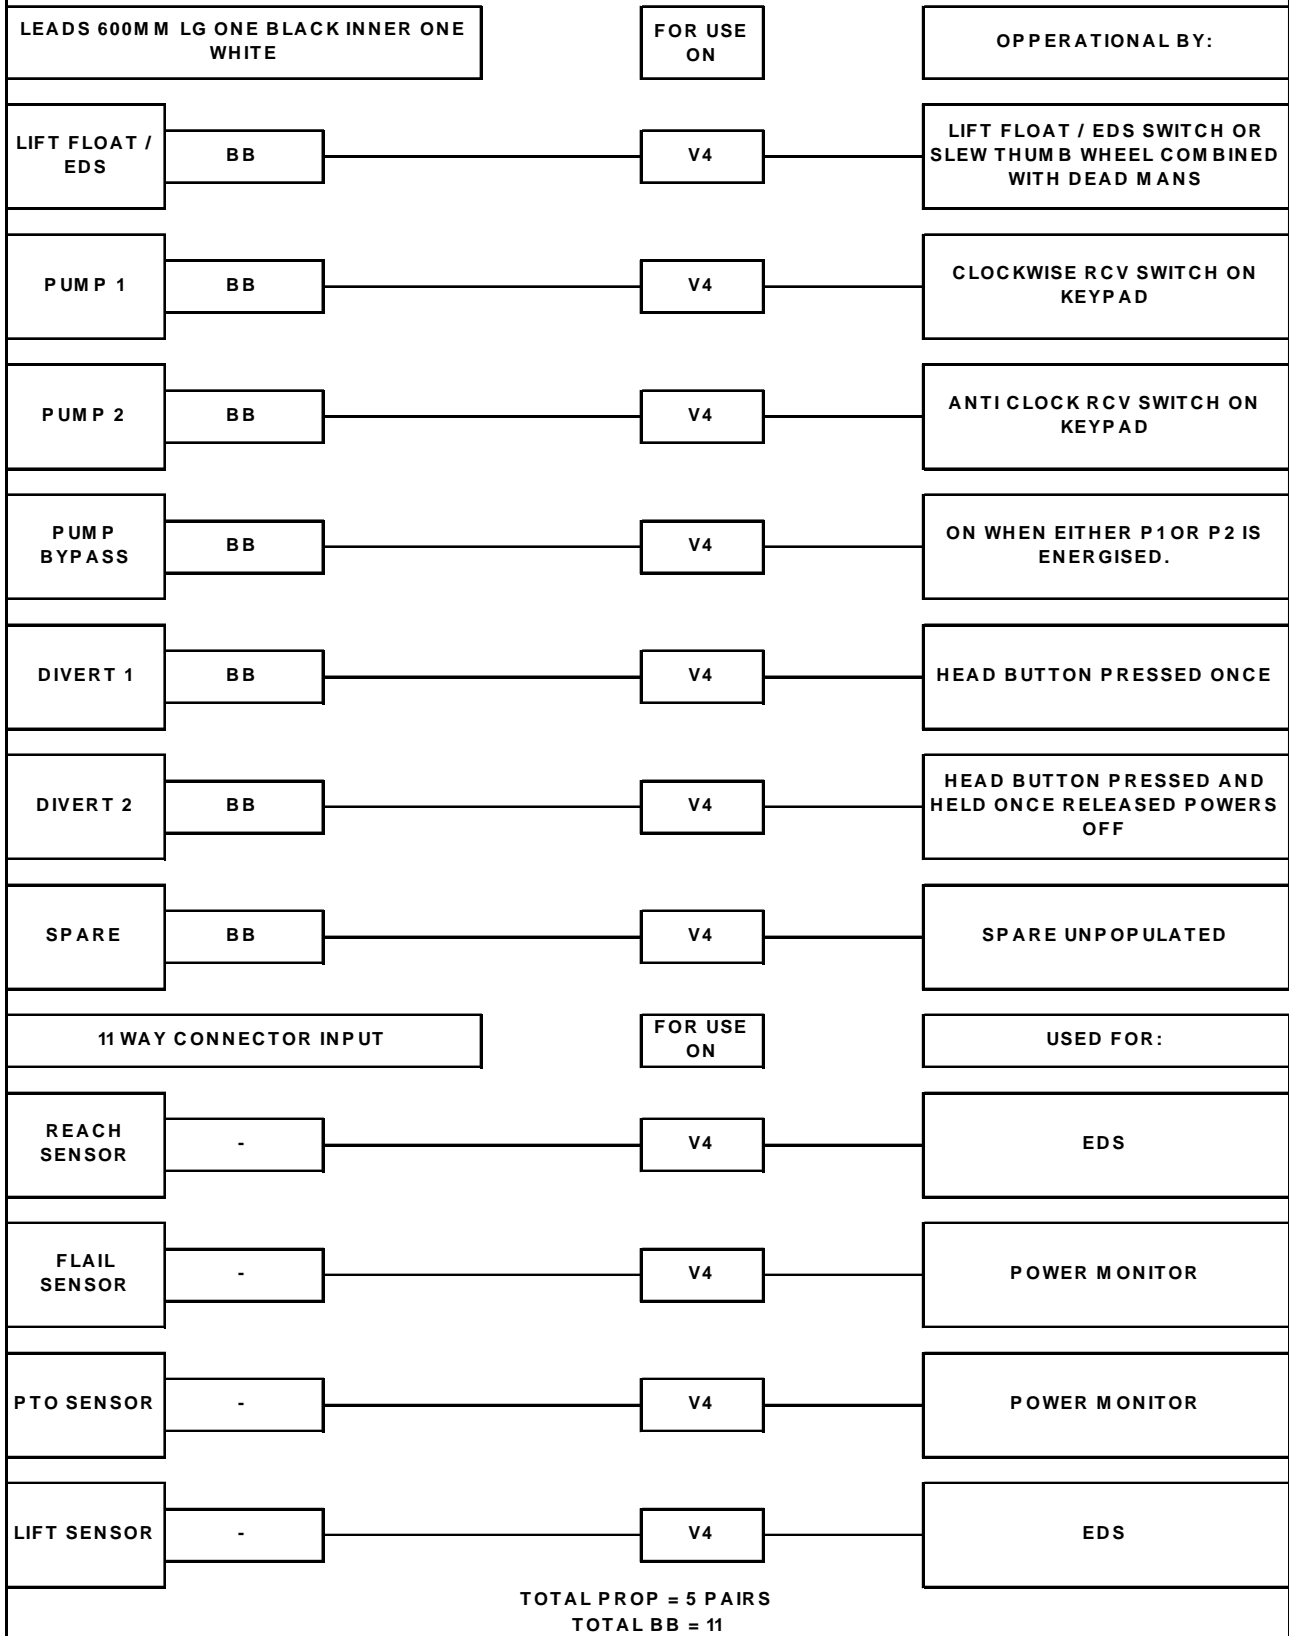 LEADS 600MM LG ONE BLACK INNER ONE
WHITE
FOR USE
ON
OPPERATIONAL BY:
LIFT FLOAT /
EDS
BB
V4
LIFT FLOAT / EDS SWITCH OR
SLEW THUMB WHEEL COMBINED
WITH DEAD MANS
PUMP 1
BB
V4
CLOCKWISE RCV SWITCH ON
KEYPAD
PUMP 2
BB
V4
ANTI CLOCK RCV SWITCH ON
KEYPAD
PUMP
BYPASS
BB
V4
ON WHEN EITHER P1 OR P2 IS
ENERGISED.
DIVERT 1
BB
V4
HEAD BUTTON PRESSED ONCE
DIVERT 2
BB
V4
HEAD BUTTON PRESSED AND
HELD ONCE RELEASED POWERS
OFF
SPARE
BB
V4
SPARE UNPOPULATED
11 WAY CONNECTOR INPUT
FOR USE
ON
USED FOR:
REACH
SENSOR
-
V4
EDS
FLAIL
SENSOR
-
V4
POWER MONITOR
PTO SENSOR
-
V4
POWER MONITOR
LIFT SENSOR
-
V4
EDS
TOTAL PROP = 5 PAIRS
TOTAL BB = 11